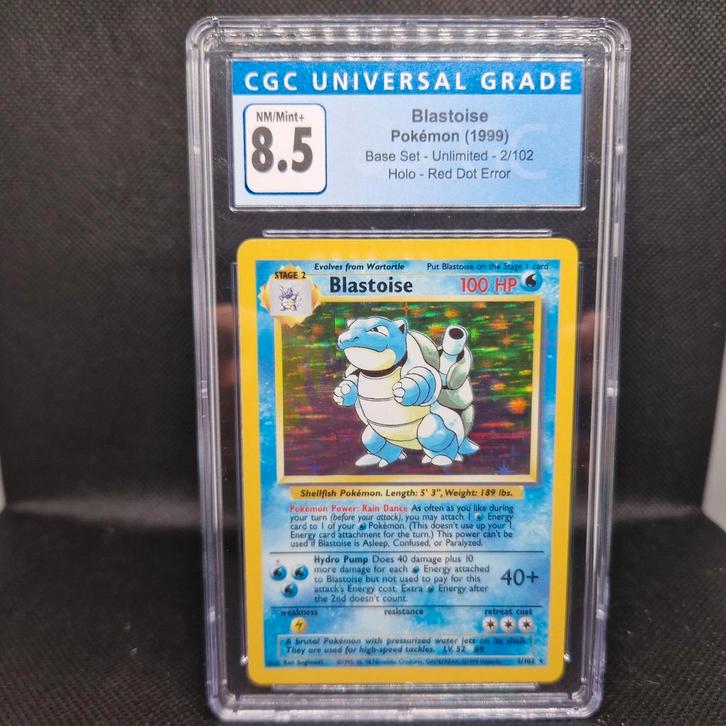 CGC UNIVERSAL GRADE
NM/Mint+
8.5
Blastoise
Pokémon (1999)
Base Set - Unlimited - 2/102
Holo - Red Dot Error
Evolves from Wartortle
Put Blastoise on the Stage 1 card
STAGE 2
Blastoise
100 HP
Shellfish Pokémon. Length: 5' 3", Weight: 189 lbs.
Pokémon Power: Rain Dance As often as you like during
your turn (before your attack), you may attach 1 Energy
card to 1 of your Pokémon. (This doesn't use up your 1
Energy card attachment for the turn.) This power can't be
used if Blastoise is Asleep, Confused, or Paralyzed.
Hydro Pump Does 40 damage plus 10
more damage for each Energy attached
to Blastoise but not used to pay for this
attack's Energy cost. Extra Energy after
the 2nd doesn't count.
40+
weakness
resistance
retreat cost
A brutal Pokémon with pressurized water jets on its shell.
They are used for high-speed tackles. LV. 52 #9
2/102